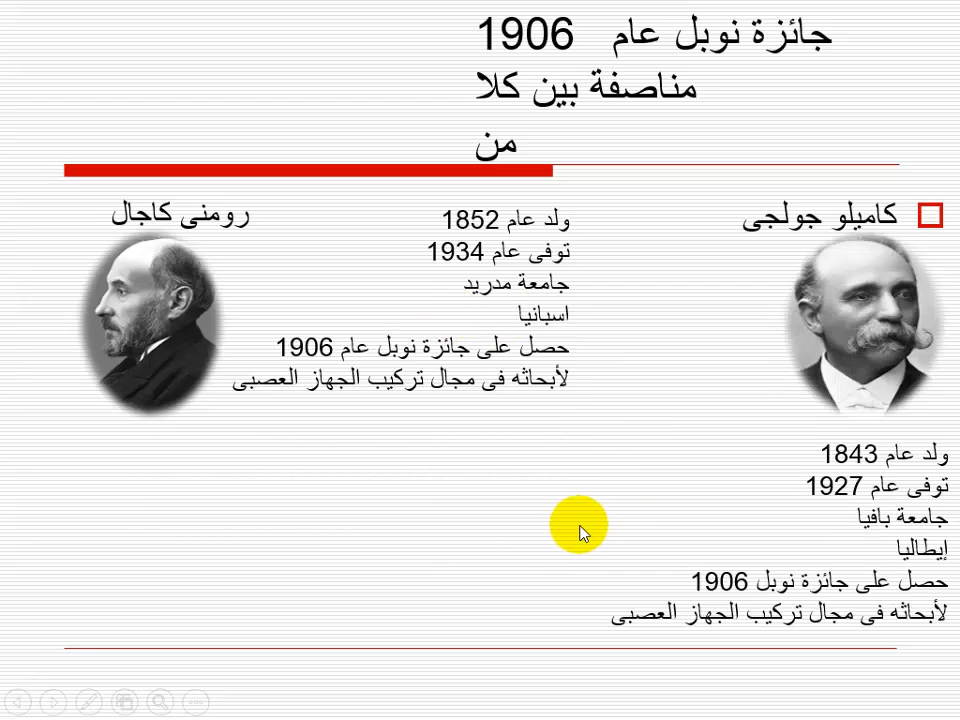 جائزة نوبل عام 1906
مناصفة بين كلا
من
كاميلو جولجى
ولد عام 1843
توفى عام 1927
جامعة بافيا
إيطاليا
حصل على جائزة نوبل 1906
لأبحاثه فى مجال تركيب الجهاز العصبى
رومنى كاجال
ولد عام 1852
توفى عام 1934
جامعة مدريد
اسبانيا
حصل على جائزة نوبل عام 1906
لأبحاثه فى مجال تركيب الجهاز العصبى